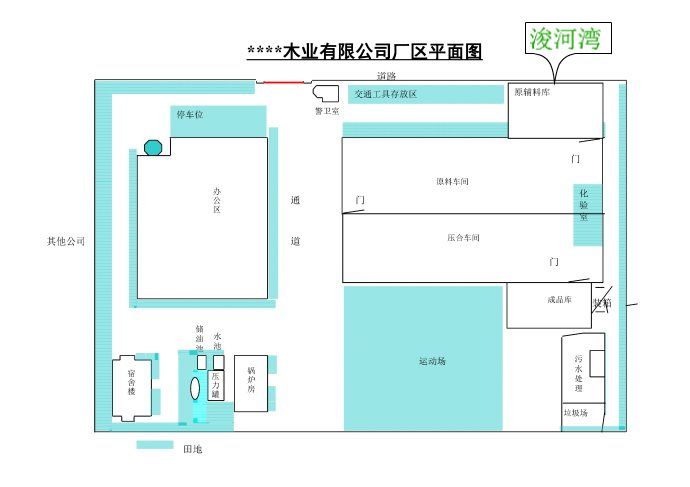 ****木业有限公司厂区平面图
浚河湾
道路
交通工具存放区
原辅料库
警卫室
停车位
门
原料车间
化验室
办公区
通道
门
其他公司
压合车间
门
成品库
装箱
储油池
水池
运动场
污水处理
宿舍楼
压力罐
锅炉房
垃圾场
田地